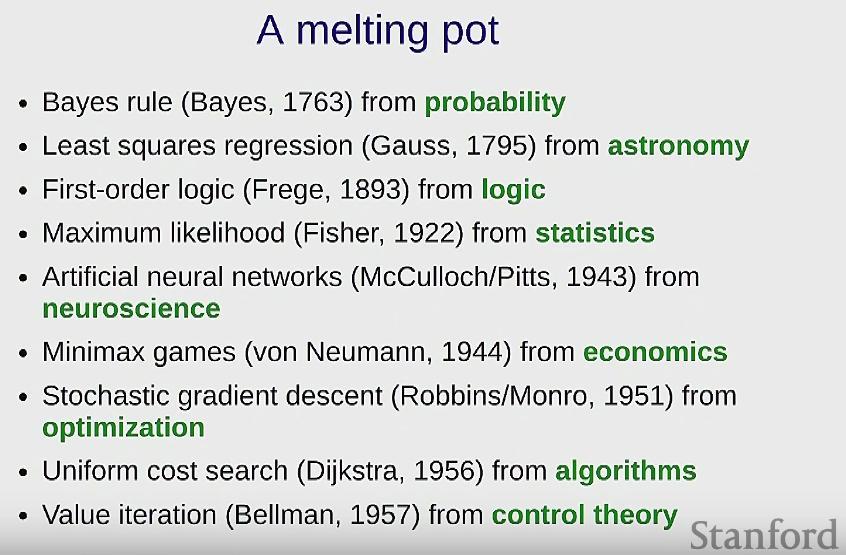 A melting pot
• Bayes rule (Bayes, 1763) from probability
• Least squares regression (Gauss, 1795) from astronomy
• First-order logic (Frege, 1893) from logic
• Maximum likelihood (Fisher, 1922) from statistics
• Artificial neural networks (McCulloch/Pitts, 1943) from
neuroscience
• Minimax games (von Neumann, 1944) from economics
• Stochastic gradient descent (Robbins/Monro, 1951) from
optimization
• Uniform cost search (Dijkstra, 1956) from algorithms
• Value iteration (Bellman, 1957) from control theory
Stanford